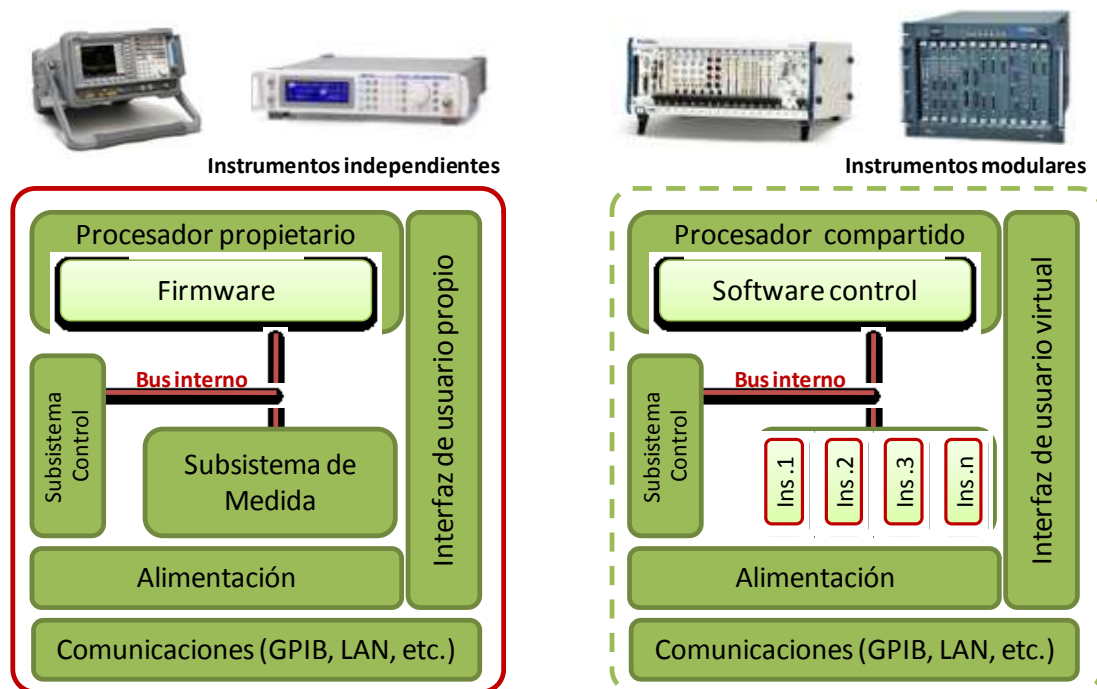 Instrumentos independientes
Procesador propietario
Firmware
Bus interno
Subsistema
Control
Subsistema de
Medida
Interfaz de usuario propio
Alimentación
Comunicaciones (GPIB, LAN, etc.)
Instrumentos modulares
Procesador compartido
Software control
Bus interno
Subsistema
Control
Ins .1
Ins .2
Ins .3
Ins .n
Interfaz de usuario virtual
Alimentación
Comunicaciones (GPIB, LAN, etc.)